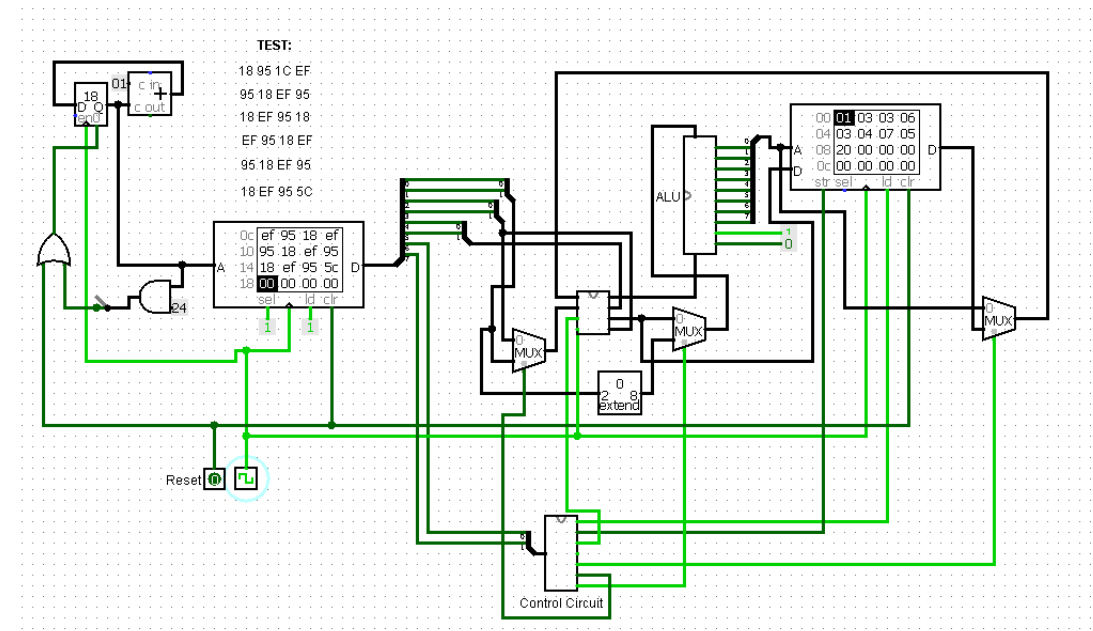 TEST:
18 95 1C EF
95 18 EF 95
18 EF 95 18
EF 95 18 EF
95 18 EF 95
18 EF 95 5C
18
D Q
en0
01
c in
+
c out
0c ef 95 18 ef
10 95 18 ef 95
14 18 ef 95 5c
18 00 00 00 00
A
D
sel
ld clr
1
1
24
ALU
1
0
00 01 03 03 06
04 03 04 07 05
08 20 00 00 00
0c 00 00 00 00
A
D
D
str sel
ld clr
0
MUX
0
MUX
0
MUX
0
2 8
extend
Reset
0
Control Circuit